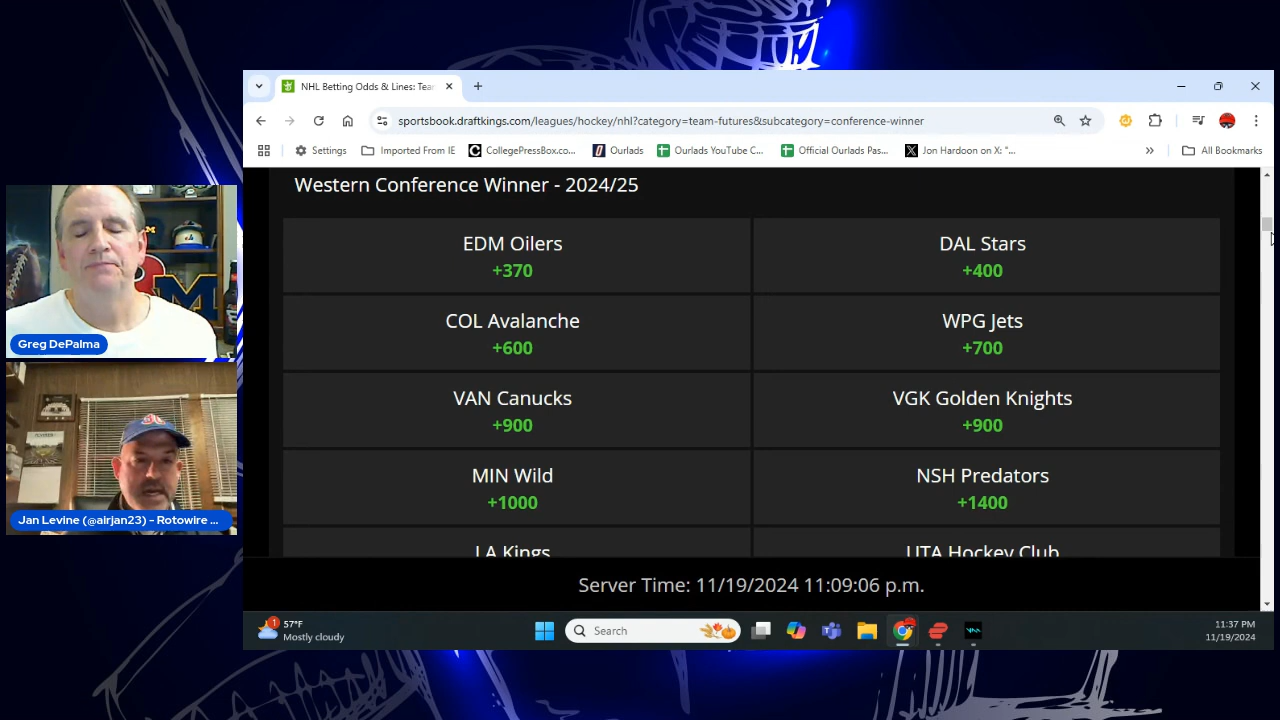 NHL Betting Odds & Lines: Tea
sportsbook.draftkings.com/leagues/hockey/nhl?category=team-futures&subcategory=conference-winner
Settings
Imported From IE
CollegePressBox.co...
Ourlads
Ourlads YouTube C...
Official Ourlads Pas...
Jon Hardoon on X: "...
»
All Bookmarks
Western Conference Winner - 2024/25
EDM Oilers
+370
DAL Stars
+400
COL Avalanche
+600
WPG Jets
+700
VAN Canucks
+900
VGK Golden Knights
+900
MIN Wild
+1000
NSH Predators
+1400
LA Kings
UTA Hockey Club
Server Time: 11/19/2024 11:09:06 p.m.
Greg DePalma
Jan Levine (@airjan23) - Rotowire ...
1
57°F
Mostly cloudy
Search
11:37 PM
11/19/2024